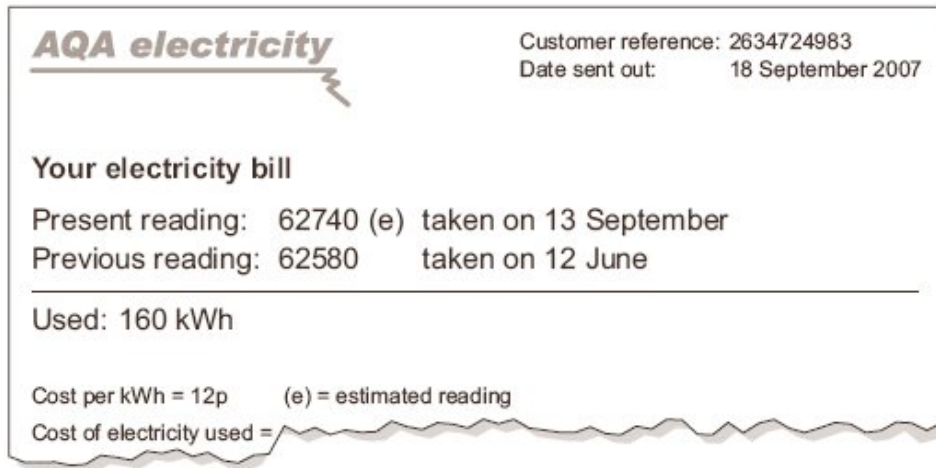 AQA electricity
Customer reference: 2634724983
Date sent out: 18 September 2007
Your electricity bill
Present reading: 62740 (e) taken on 13 September
Previous reading: 62580 taken on 12 June
Used: 160 kWh
Cost per kWh = 12p (e) = estimated reading
Cost of electricity used =